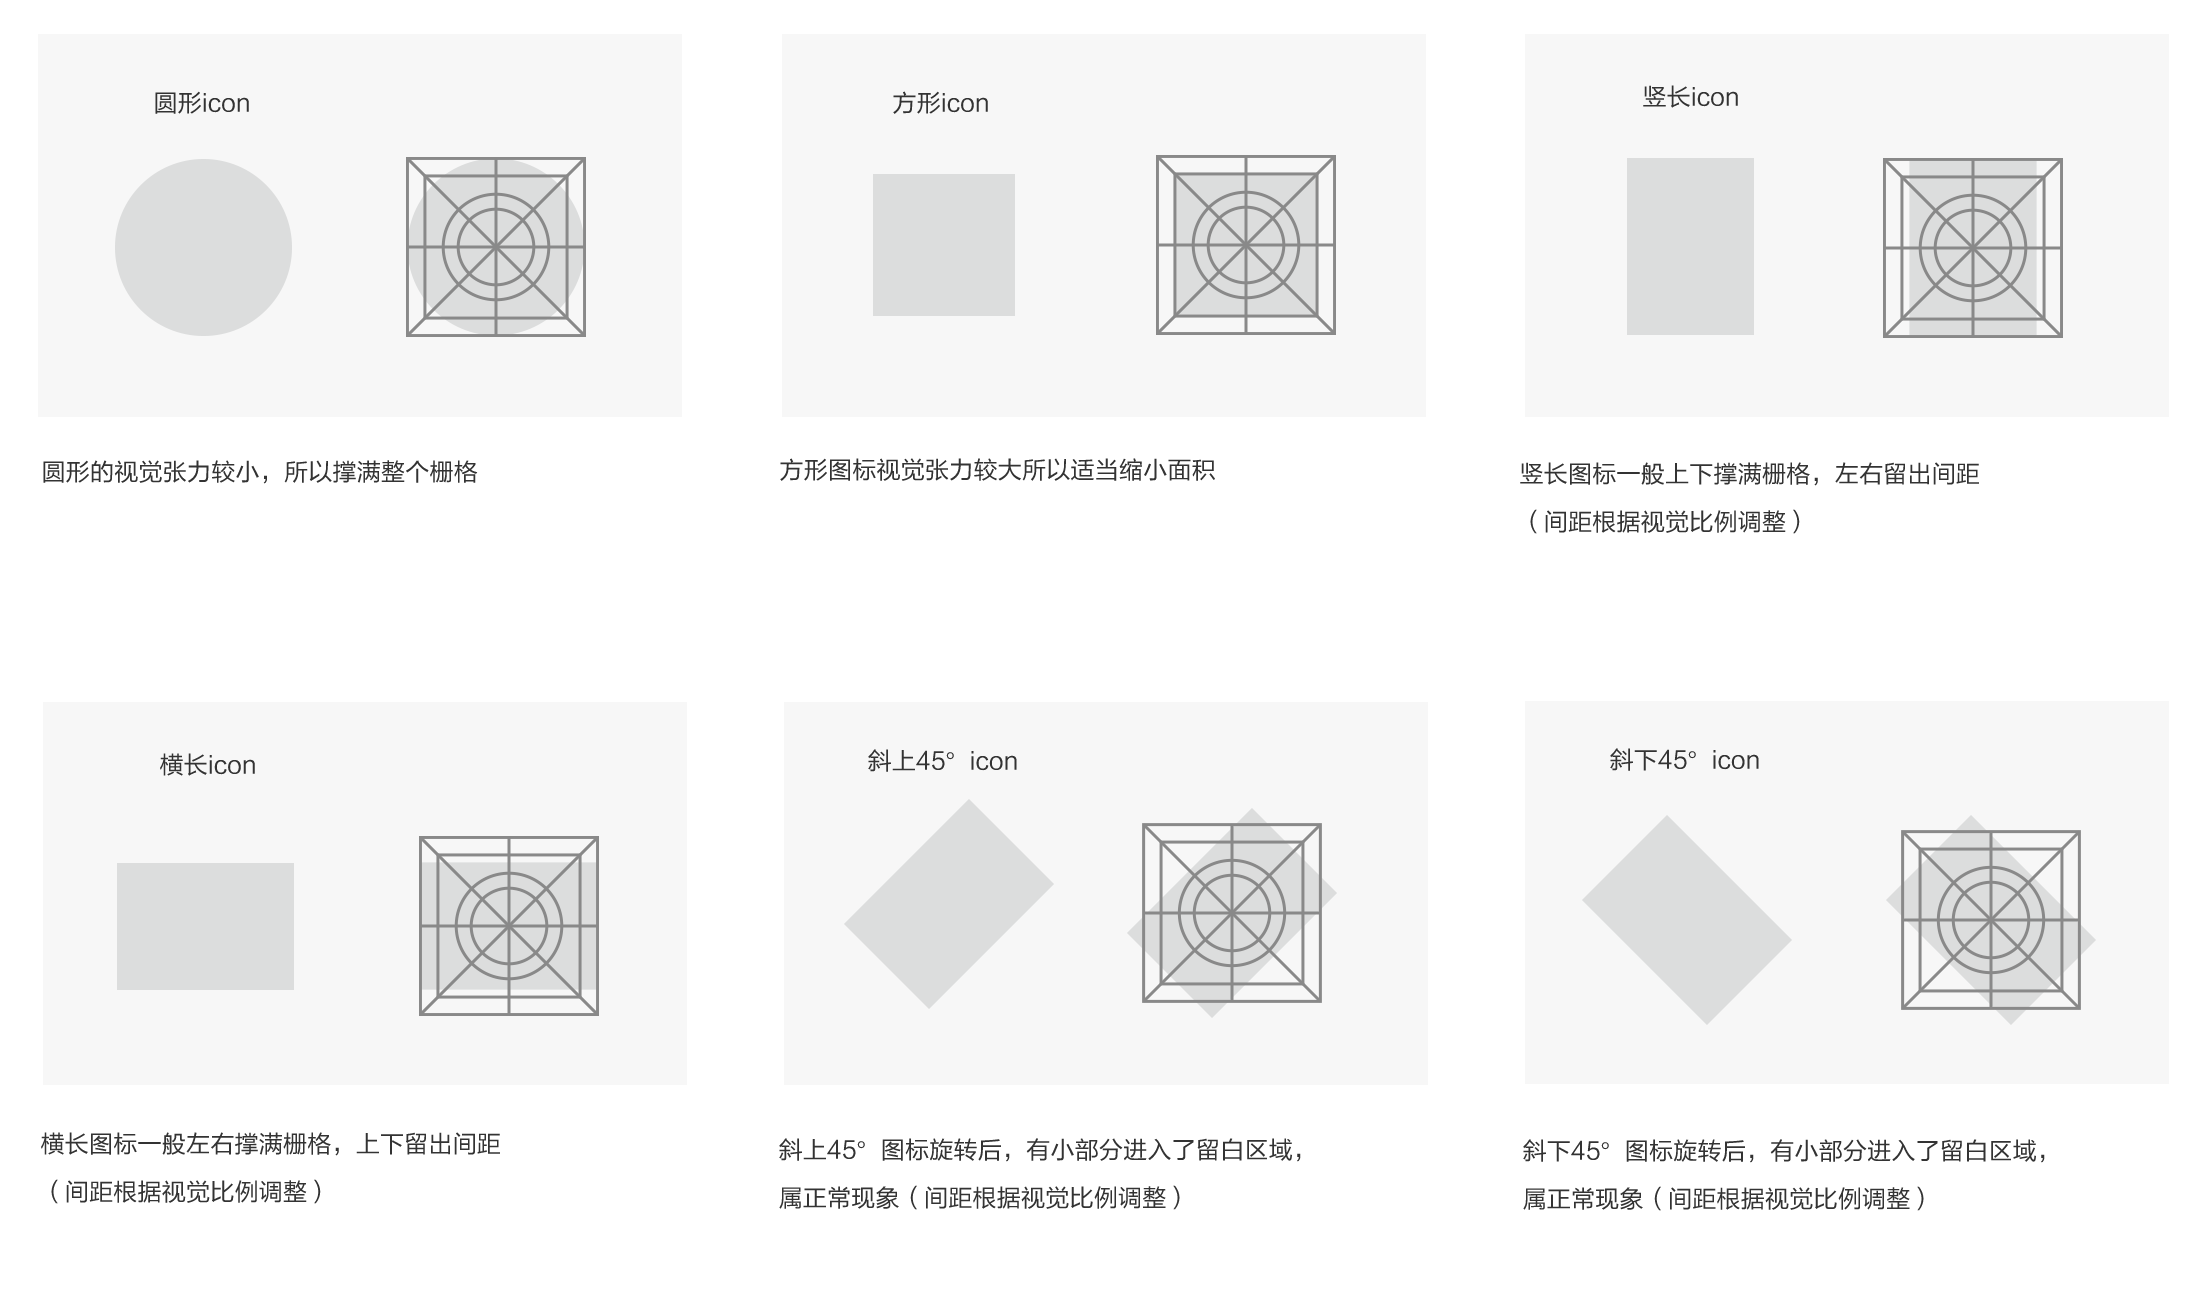 圆形icon
圆形的视觉张力较小，所以撑满整个栅格
方形icon
方形图标视觉张力较大所以适当缩小面积
竖长icon
竖长图标一般上下撑满栅格，左右留出间距
（间距根据视觉比例调整）
横长icon
横长图标一般左右撑满栅格，上下留出间距
（间距根据视觉比例调整）
斜上45° icon
斜上45° 图标旋转后，有小部分进入了留白区域，
属正常现象（间距根据视觉比例调整）
斜下45° icon
斜下45° 图标旋转后，有小部分进入了留白区域，
属正常现象（间距根据视觉比例调整）